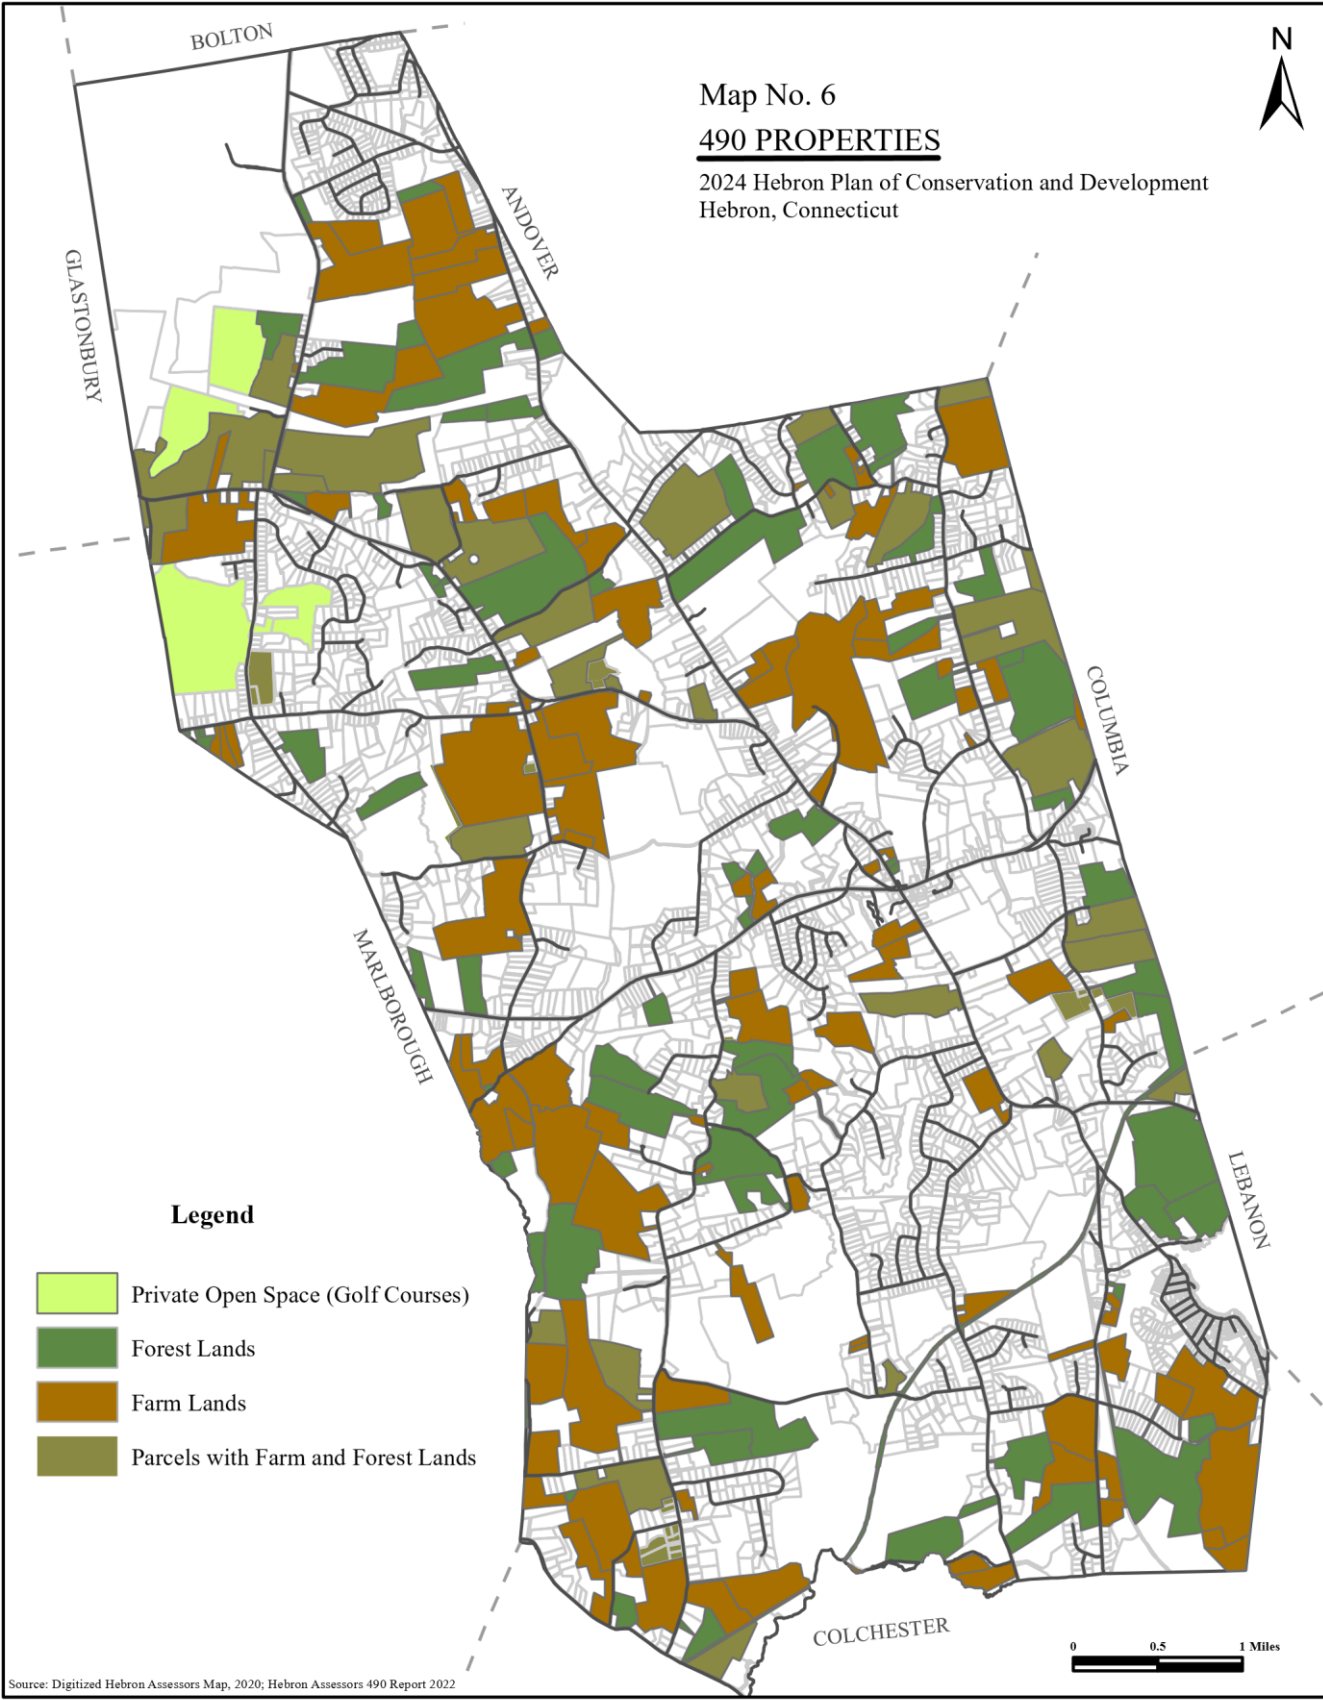 BOLTON
N
Map No. 6
490 PROPERTIES
2024 Hebron Plan of Conservation and Development
Hebron, Connecticut
ANDOVER
GLASTONBURY
COLUMBIA
MARLBOROUGH
LEBANON
Legend
Private Open Space (Golf Courses)
Forest Lands
Farm Lands
Parcels with Farm and Forest Lands
COLCHESTER
0 0.5 1 Miles
Source: Digitized Hebron Assessors Map, 2020; Hebron Assessors 490 Report 2022